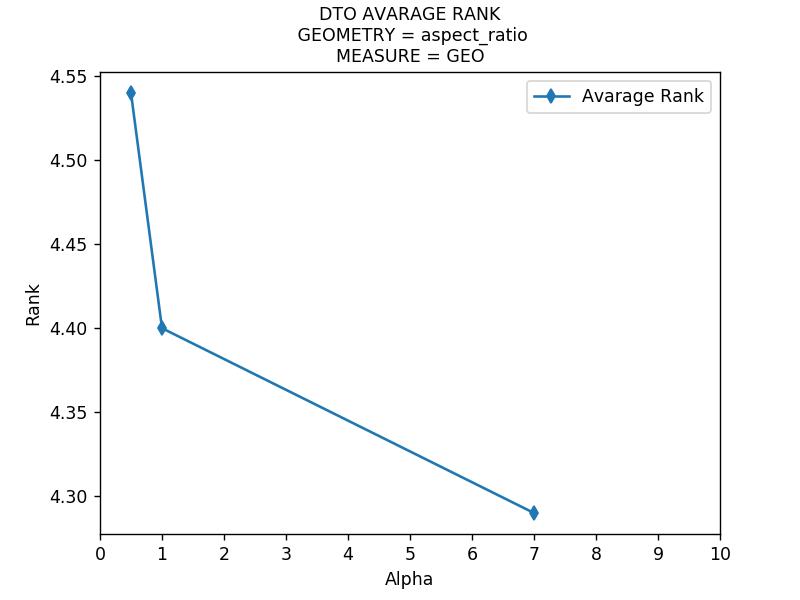 DTO AVARAGE RANK
GEOMETRY = aspect_ratio
MEASURE = GEO
4.55
4.50
4.45
4.40
4.35
4.30
Rank
Avarage Rank
0 1 2 3 4 5 6 7 8 9 10
Alpha